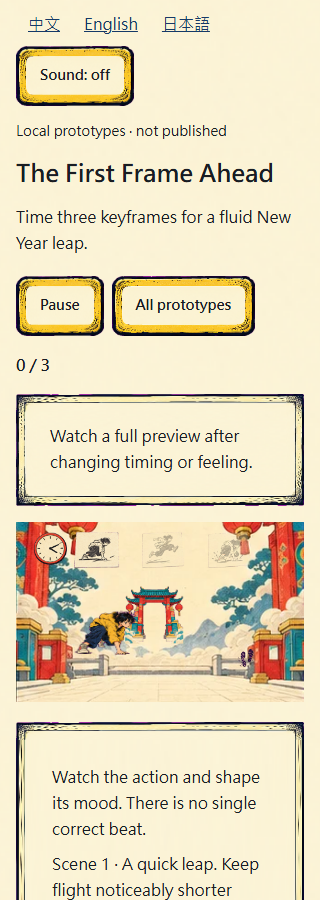 中文 English 日本語
Sound: off
Local prototypes · not published
The First Frame Ahead
Time three keyframes for a fluid New
Year leap.
Pause All prototypes
0 / 3
Watch a full preview after
changing timing or feeling.
Watch the action and shape
its mood. There is no single
correct beat.
Scene 1 · A quick leap. Keep
flight noticeably shorter